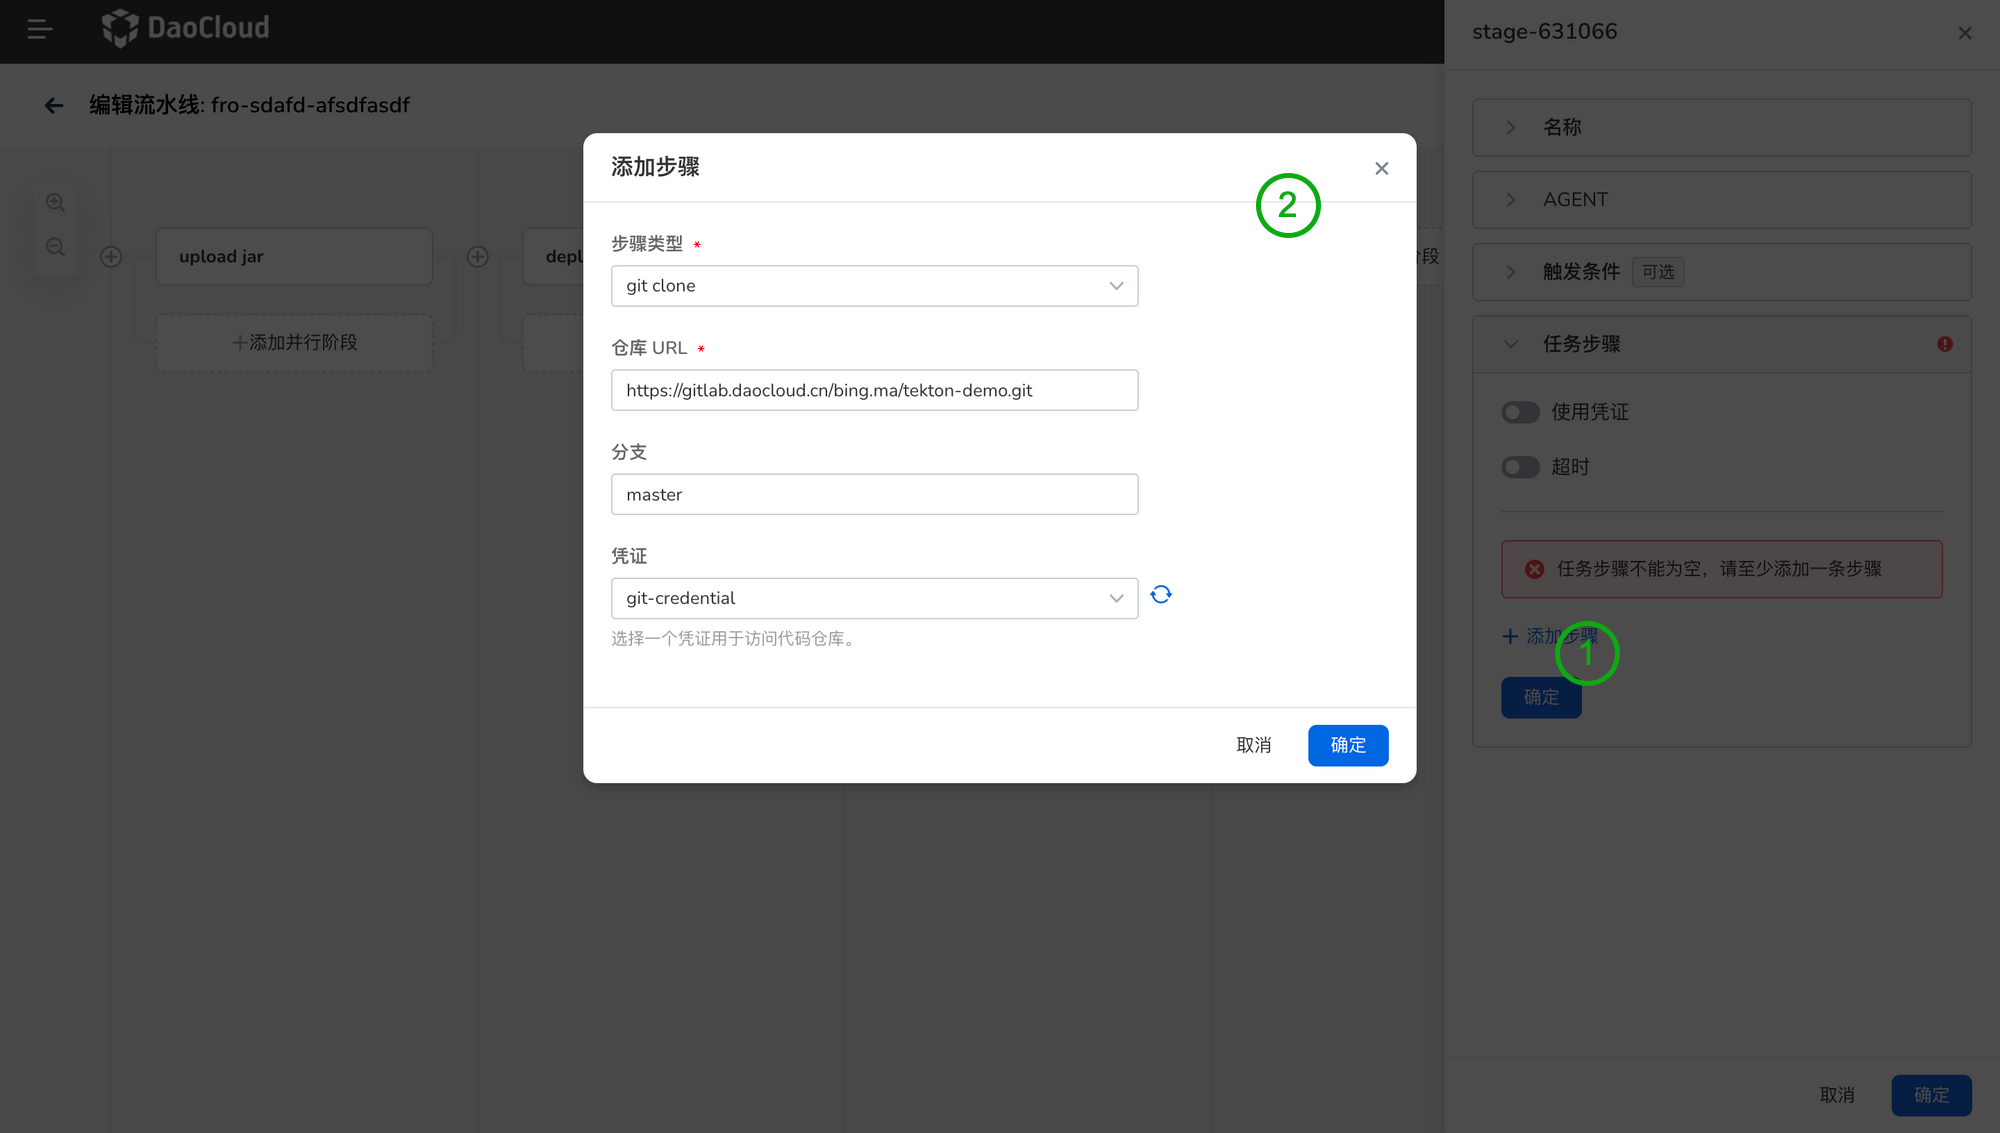 DaoCloud
编辑流水线: fro-sdafd-afsdfasdf
upload jar
添加并行阶段
depl
阶段
添加步骤
2
步骤类型 *
git clone
仓库 URL *
https://gitlab.daocloud.cn/bing.ma/tekton-demo.git
分支
master
凭证
git-credential
选择一个凭证用于访问代码仓库。
取消
确定
stage-631066
名称
AGENT
触发条件 可选
任务步骤
使用凭证
超时
任务步骤不能为空，请至少添加一条步骤
+ 添加步骤
1
确定
取消
确定